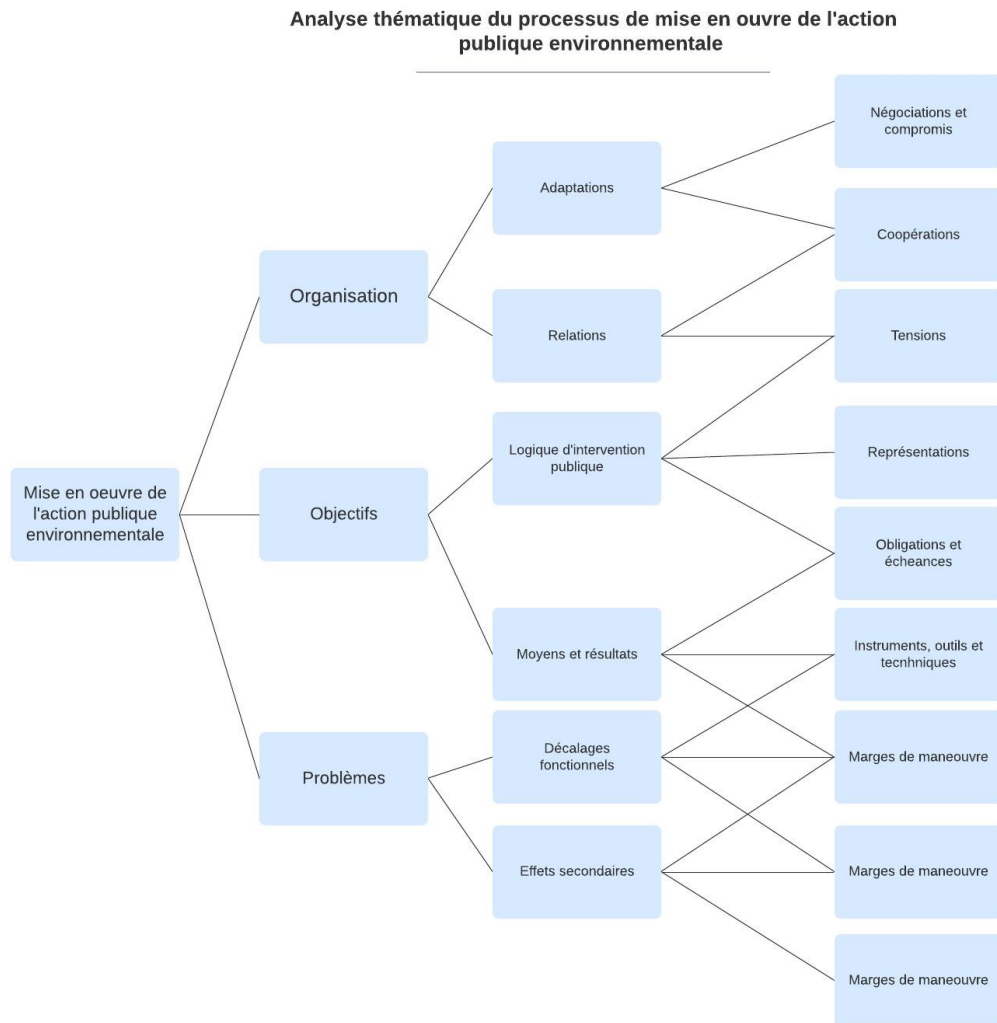 Analyse thématique du processus de mise en ouvre de l'action
publique environnementale
Mise en oeuvre de
l'action publique
environnementale
Organisation
Objectifs
Problèmes
Adaptations
Relations
Logique d'intervention
publique
Moyens et résultats
Décalages
fonctionnels
Effets secondaires
Négociations et
compromis
Coopérations
Tensions
Représentations
Obligations et
écheances
Instruments, outils et
tecnhniques
Marges de maneouvre
Marges de maneouvre
Marges de maneouvre